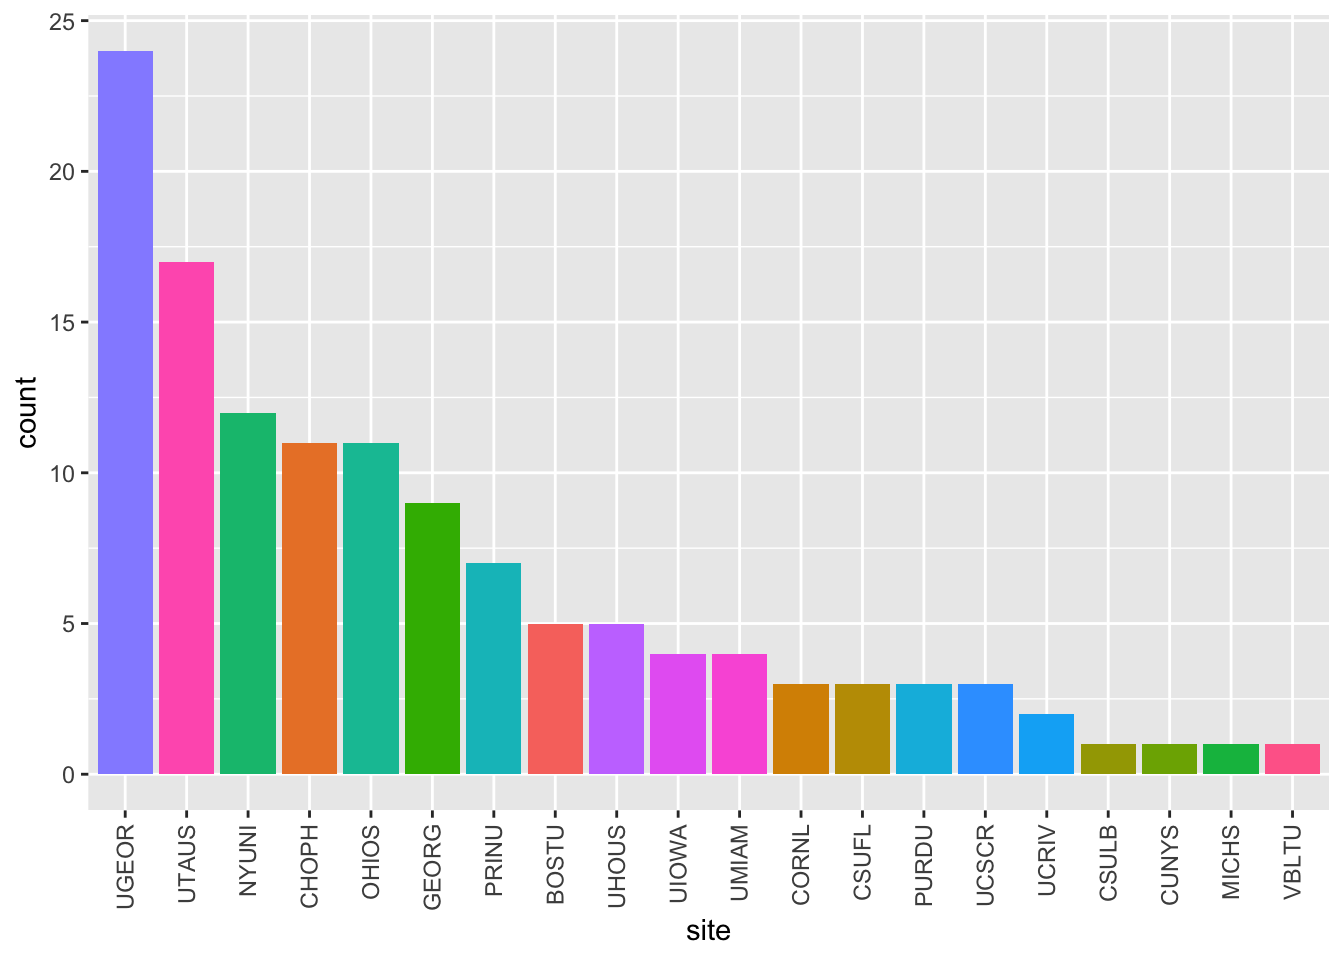 25
20
15
10
5
0
count
UGEOR
UTAUS
NYUNI
CHOPH
OHIOS
GEORG
PRINU
BOSTU
UHOUS
UIOWA
UMIAM
CORNL
CSUFL
PURDU
UCSCR
UCRIV
CSULB
CUNYS
MICHS
VBLTU
site